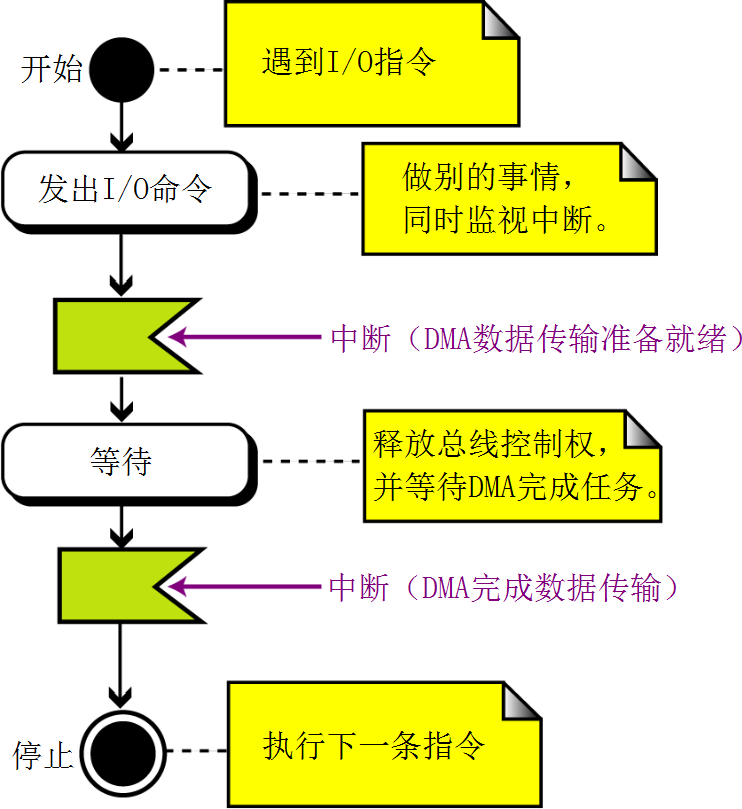 开始
遇到I/O指令
发出I/O命令
做别的事情，
同时监视中断。
中断（DMA数据传输准备就绪）
等待
释放总线控制权，
并等待DMA完成任务。
中断（DMA完成数据传输）
停止
执行下一条指令